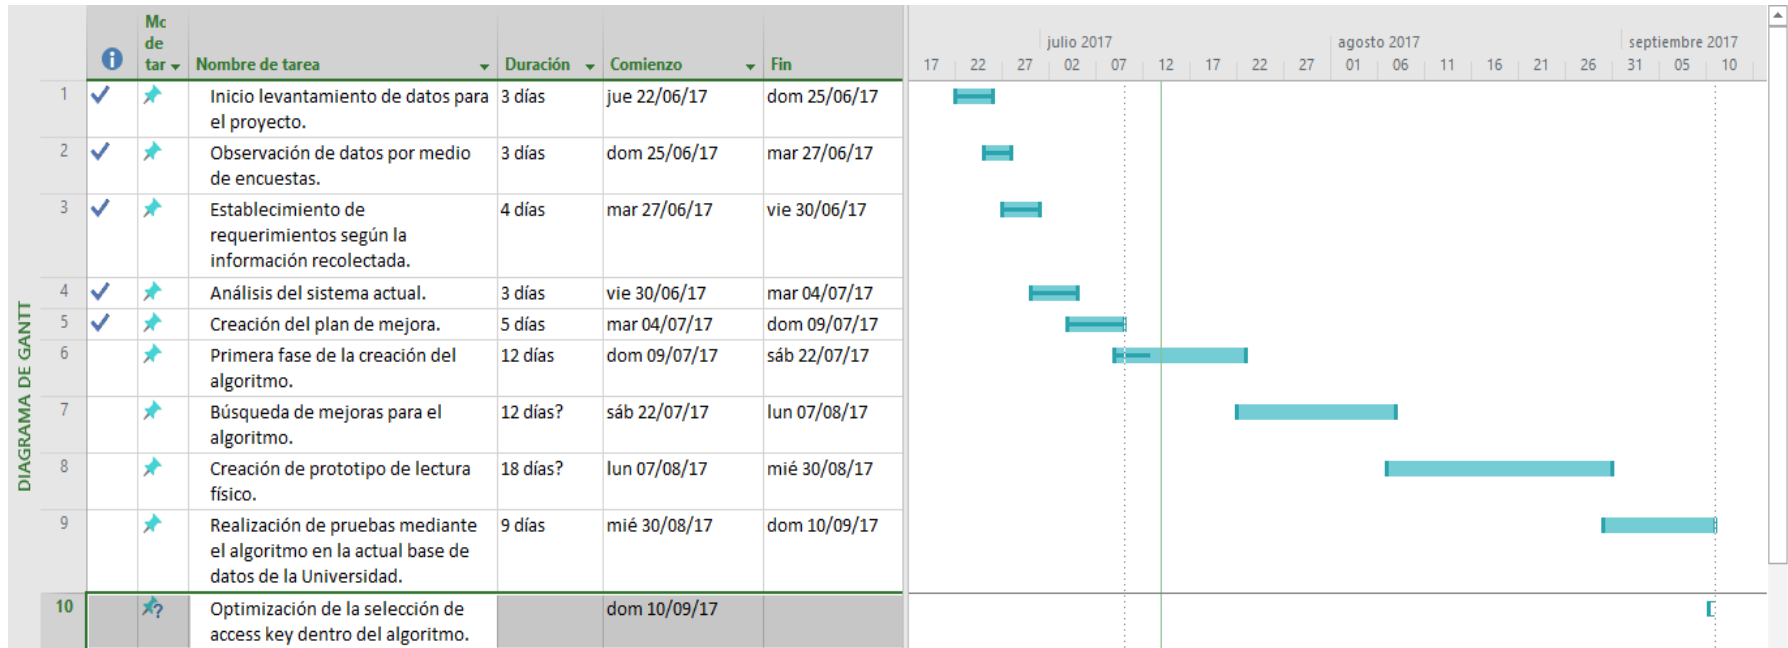 Mo
de
tar
Nombre de tarea Duración Comienzo Fin
julio 2017 agosto 2017 septiembre 2017
17 22 27 02 07 12 17 22 27 01 06 11 16 21 26 31 05 10
1 Inicio levantamiento de datos para 3 días jue 22/06/17 dom 25/06/17
el proyecto.
2 Observación de datos por medio 3 días dom 25/06/17 mar 27/06/17
de encuestas.
3 Establecimiento de 4 días mar 27/06/17 vie 30/06/17
requerimientos según la
información recolectada.
4 Análisis del sistema actual. 3 días vie 30/06/17 mar 04/07/17
5 Creación del plan de mejora. 5 días mar 04/07/17 dom 09/07/17
6 Primera fase de la creación del 12 días dom 09/07/17 sáb 22/07/17
algoritmo.
7 Búsqueda de mejoras para el 12 días? sáb 22/07/17 lun 07/08/17
algoritmo.
8 Creación de prototipo de lectura 18 días? lun 07/08/17 mié 30/08/17
físico.
9 Realización de pruebas mediante 9 días mié 30/08/17 dom 10/09/17
el algoritmo en la actual base de
datos de la Universidad.
10 Optimización de la selección de dom 10/09/17
access key dentro del algoritmo.
DIAGRAMA DE GANTT